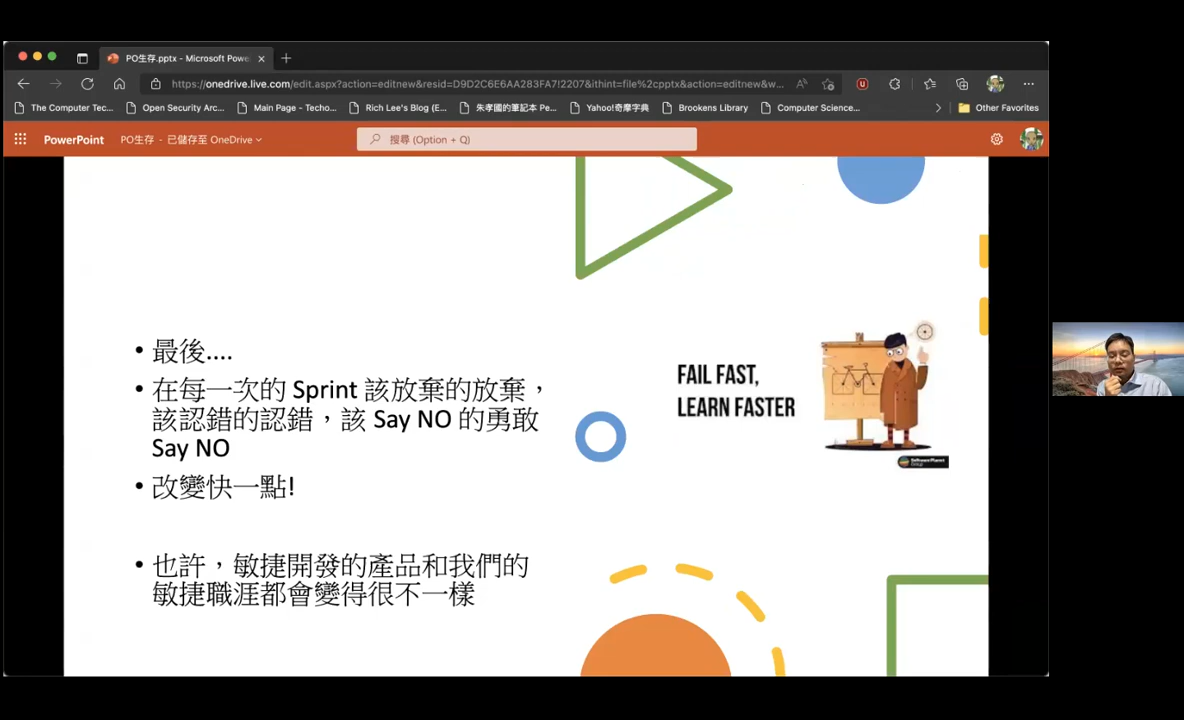 PO生存.pptx - Microsoft Powe
https://onedrive.live.com/edit.aspx?action=editnew&resid=D9D2C6E6AA283FA7!2207&ithint=file%2cpptx&action=editnew&w...
The Computer Tec...
Open Security Arc...
Main Page - Techo...
Rich Lee's Blog (E...
朱孝國的筆記本 Pe...
Yahoo!奇摩字典
Brookens Library
Computer Science...
Other Favorites
PowerPoint
PO生存 - 已儲存至 OneDrive
搜尋 (Option + Q)
• 最後....
• 在每一次的 Sprint 該放棄的放棄，
該認錯的認錯，該 Say NO 的勇敢
Say NO
• 改變快一點!
• 也許，敏捷開發的產品和我們的
敏捷職涯都會變得很不一樣
FAIL FAST,
LEARN FASTER
Software Planet
Group